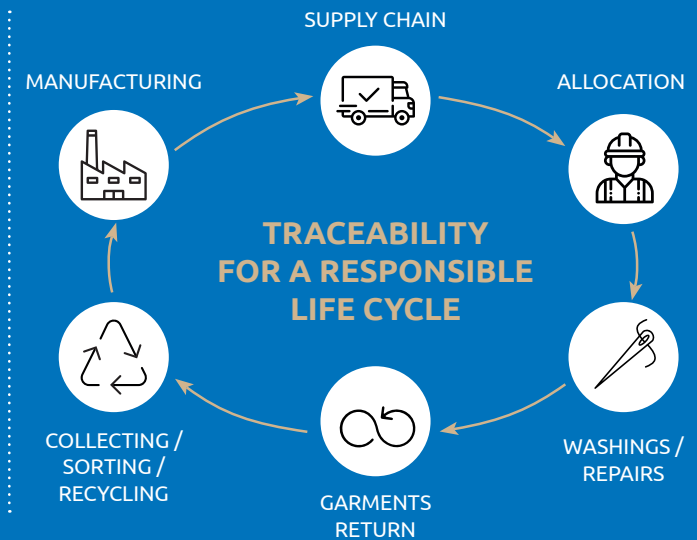 SUPPLY CHAIN
MANUFACTURING
ALLOCATION
TRACEABILITY
FOR A RESPONSIBLE
LIFE CYCLE
COLLECTING /
SORTING /
RECYCLING
WASHINGS /
REPAIRS
GARMENTS
RETURN